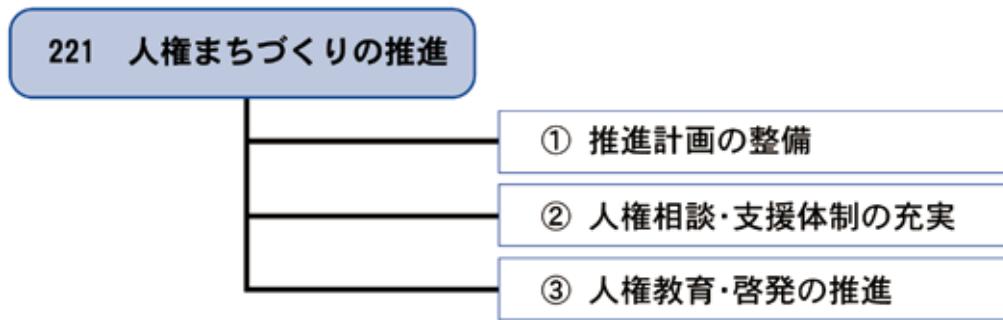 221　人権まちづくりの推進
① 推進計画の整備
② 人権相談･支援体制の充実
③ 人権教育･啓発の推進